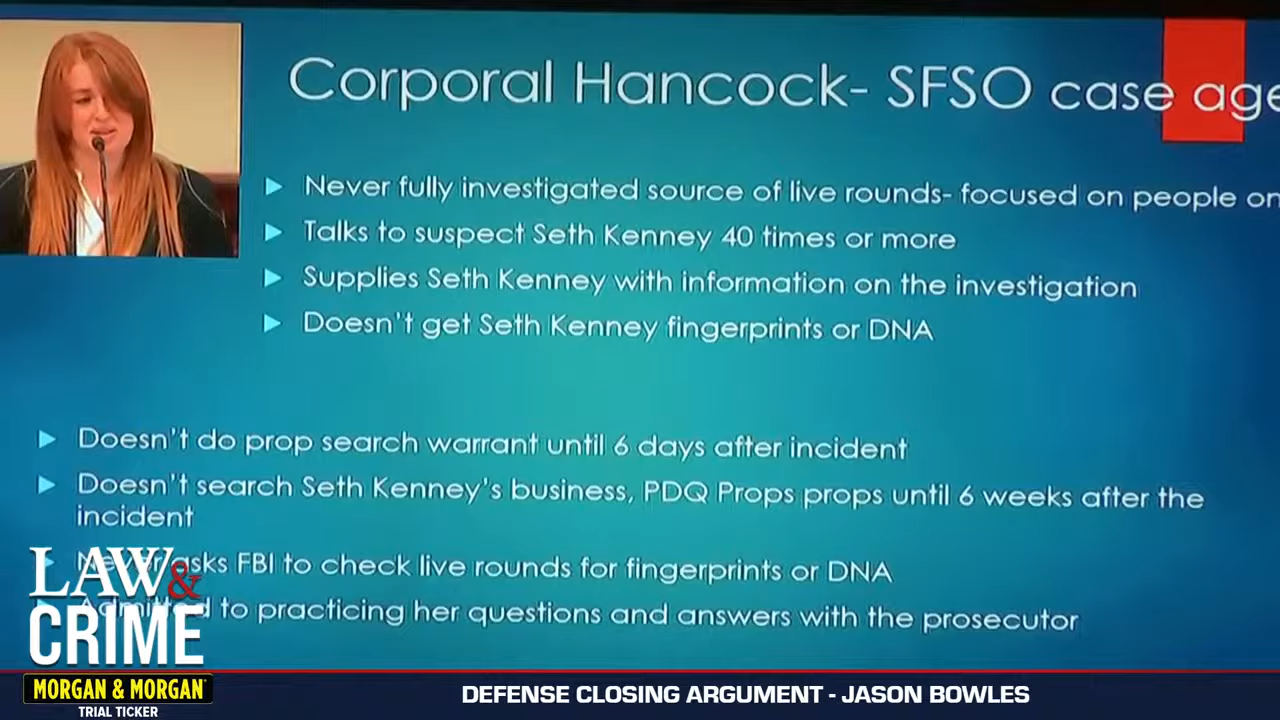 Corporal Hancock- SFSO case age
Never fully investigated source of live rounds- focused on people on
Talks to suspect Seth Kenney 40 times or more
Supplies Seth Kenney with information on the investigation
Doesn't get Seth Kenney fingerprints or DNA
Doesn't do prop search warrant until 6 days after incident
Doesn't search Seth Kenney's business, PDQ Props props until 6 weeks after the
incident
Never asks FBI to check live rounds for fingerprints or DNA
Admitted to practicing her questions and answers with the prosecutor
LAW&
CRIME
MORGAN & MORGAN
TRIAL TICKER
DEFENSE CLOSING ARGUMENT - JASON BOWLES